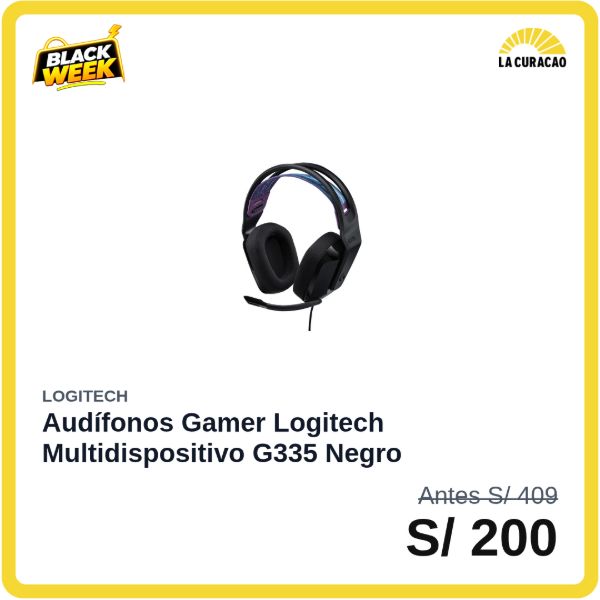 BLACK
WEEK
LA CURACAO
LOGITECH
Audífonos Gamer Logitech
Multidispositivo G335 Negro
Antes S/ 409
S/ 200